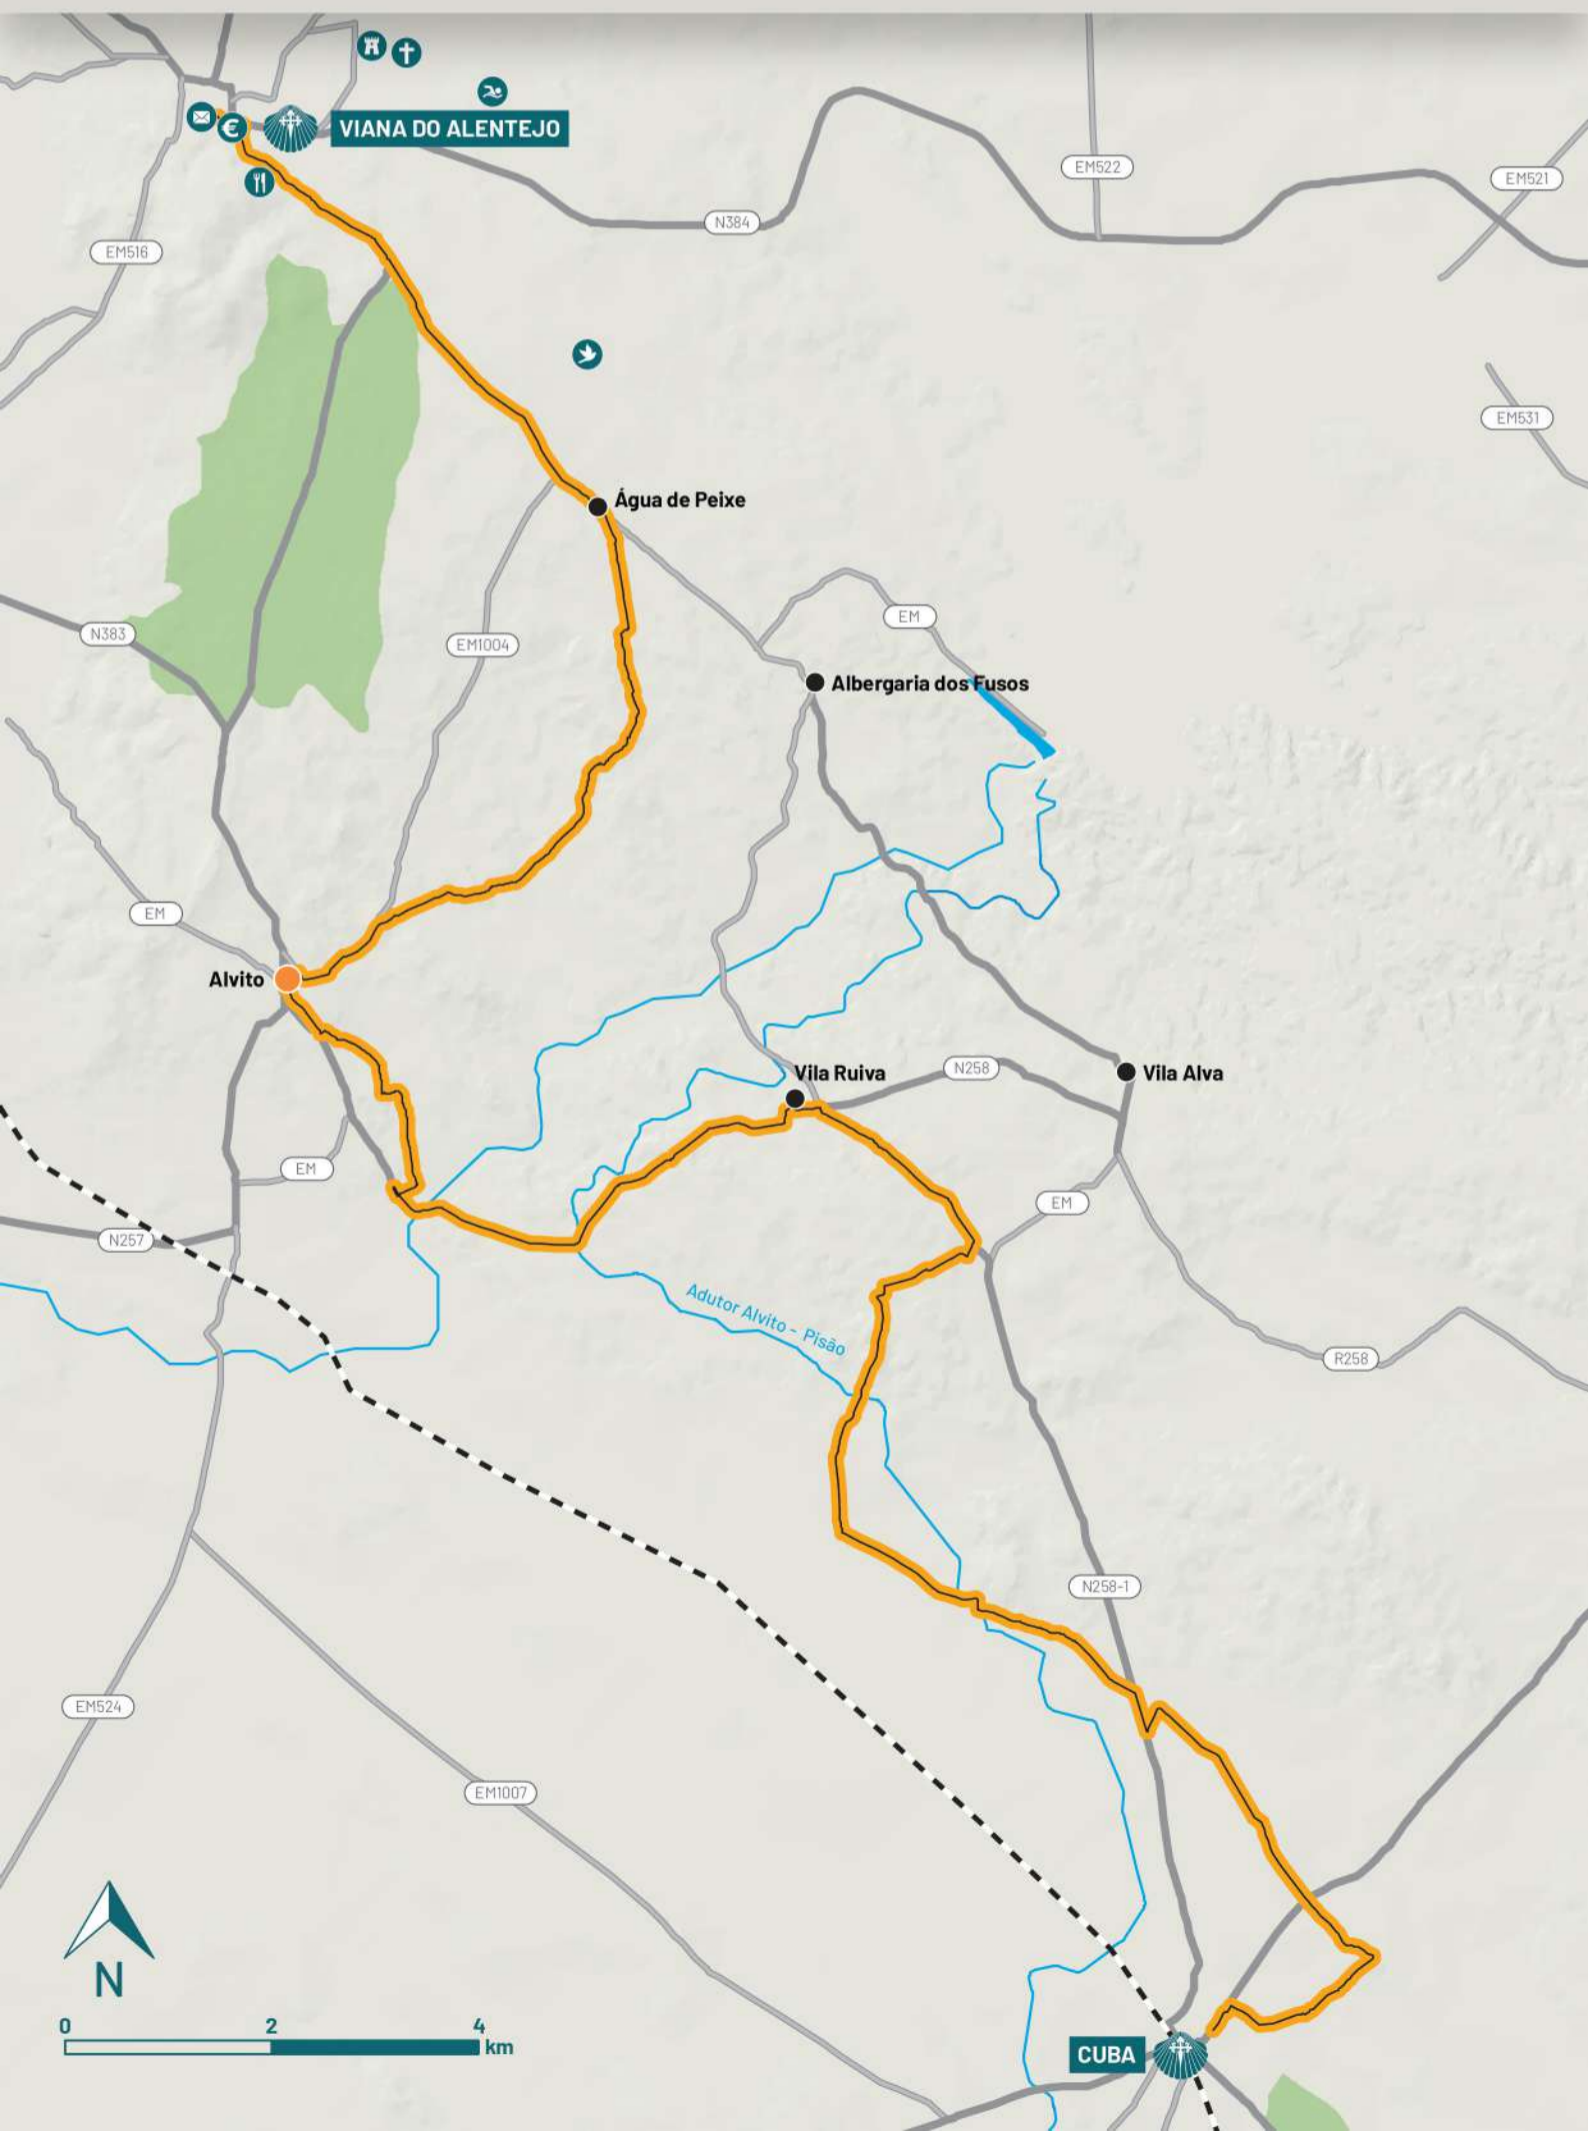 VIANA DO ALENTEJO
€
EM522
EM521
N384
EM516
EM531
Água de Peixe
EM
N383
EM1004
Albergaria dos Fusos
EM
Alvito
Vila Ruiva
N258
Vila Alva
EM
EM
N257
Adutor Alvito - Pisão
R258
N258-1
EM524
EM1007
N
0 2 4
km
CUBA